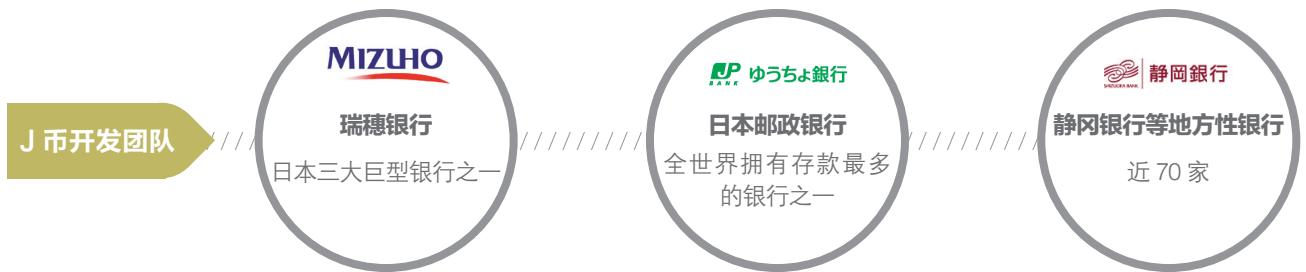 J 币开发团队
MIZUHO
瑞穗银行
日本三大巨型银行之一
JP
BANK
ゆうちょ銀行
日本邮政银行
全世界拥有存款最多
的银行之一
SHIZUOKA BANK
静岡銀行
静冈银行等地方性银行
近 70 家